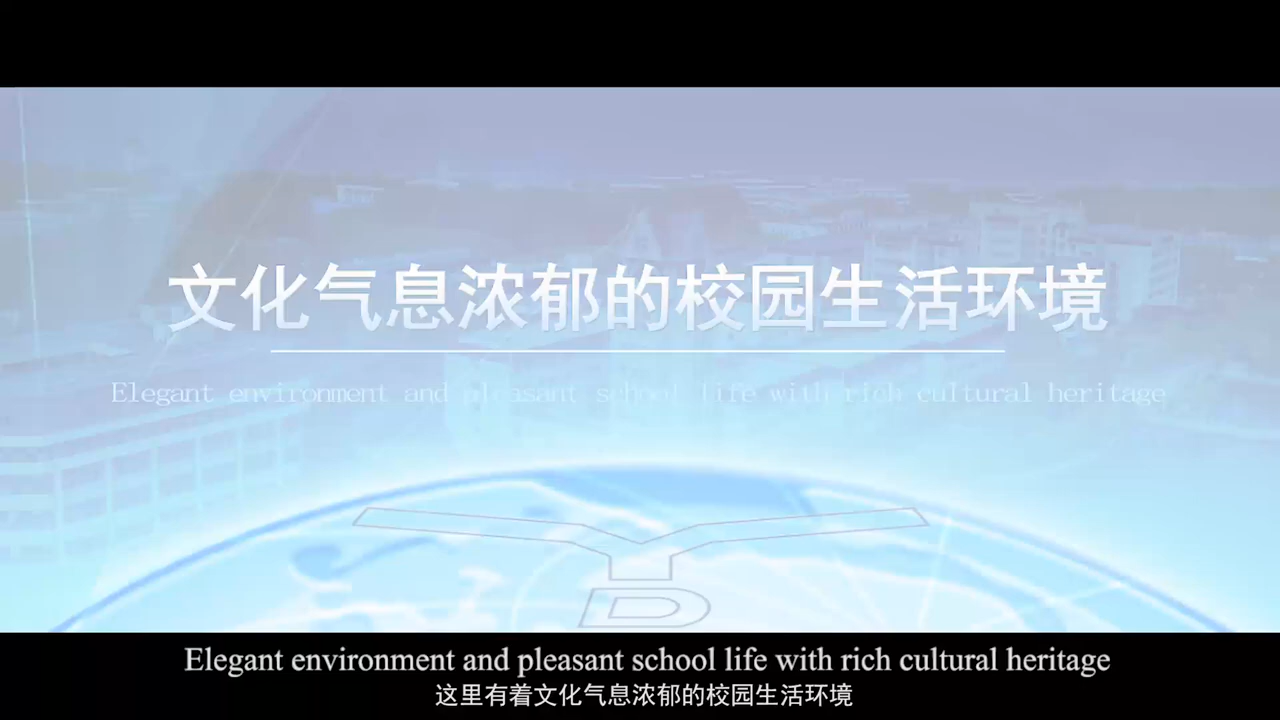 文化气息浓郁的校园生活环境
Elegant environment and pleasant school life with rich cultural heritage
YD
Elegant environment and pleasant school life with rich cultural heritage
这里有着文化气息浓郁的校园生活环境